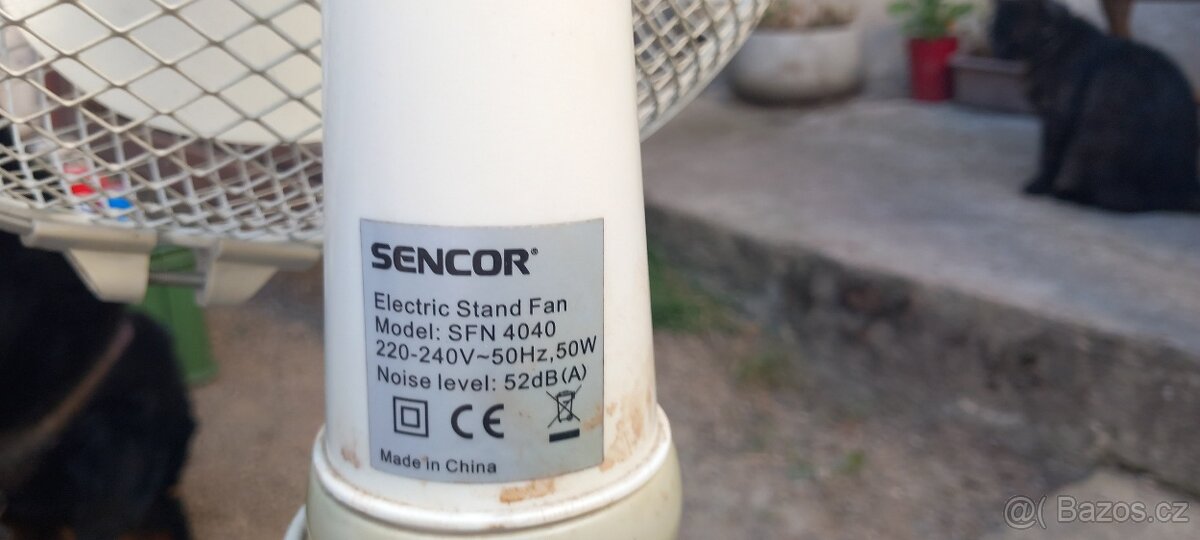 SENCOR®
Electric Stand Fan
Model: SFN 4040
220-240V~50Hz,50W
Noise level: 52dB(A)
CE
Made in China
@( Bazos.cz